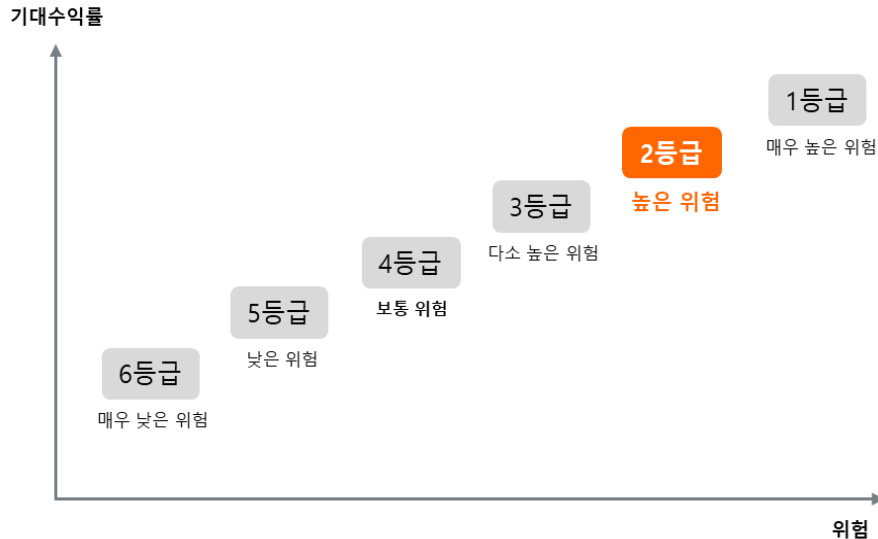 기대수익률
1등급
매우 높은 위험
2등급
높은 위험
3등급
다소 높은 위험
4등급
보통 위험
5등급
낮은 위험
6등급
매우 낮은 위험
위험